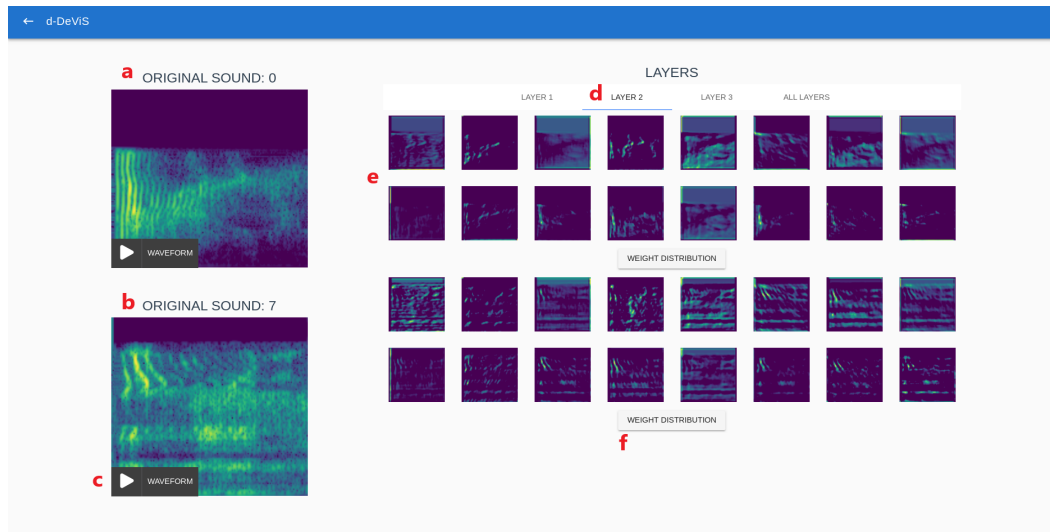 ← d-DeViS
a ORIGINAL SOUND: 0
WAVEFORM
b ORIGINAL SOUND: 7
c WAVEFORM
LAYERS
LAYER 1 d LAYER 2 LAYER 3 ALL LAYERS
e
WEIGHT DISTRIBUTION
WEIGHT DISTRIBUTION
f